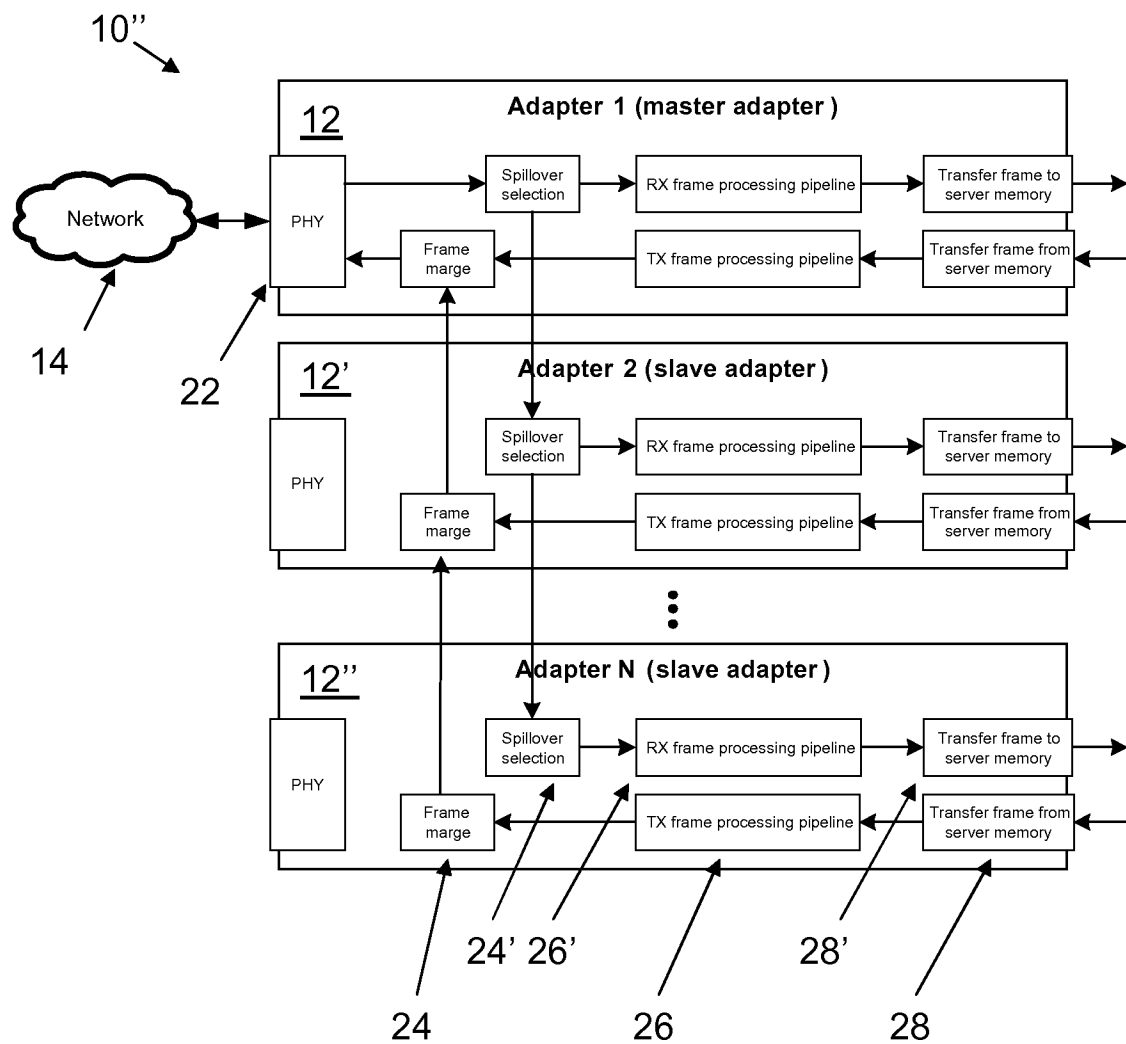 10''
12
Adapter 1 (master adapter)
Network
PHY
Spillover
selection
RX frame processing pipeline
Transfer frame to
server memory
Frame
marge
TX frame processing pipeline
Transfer frame from
server memory
14
22
12'
Adapter 2 (slave adapter)
PHY
Spillover
selection
RX frame processing pipeline
Transfer frame to
server memory
Frame
marge
TX frame processing pipeline
Transfer frame from
server memory
12''
Adapter N (slave adapter)
PHY
Spillover
selection
RX frame processing pipeline
Transfer frame to
server memory
Frame
marge
TX frame processing pipeline
Transfer frame from
server memory
24'
26'
28'
24
26
28